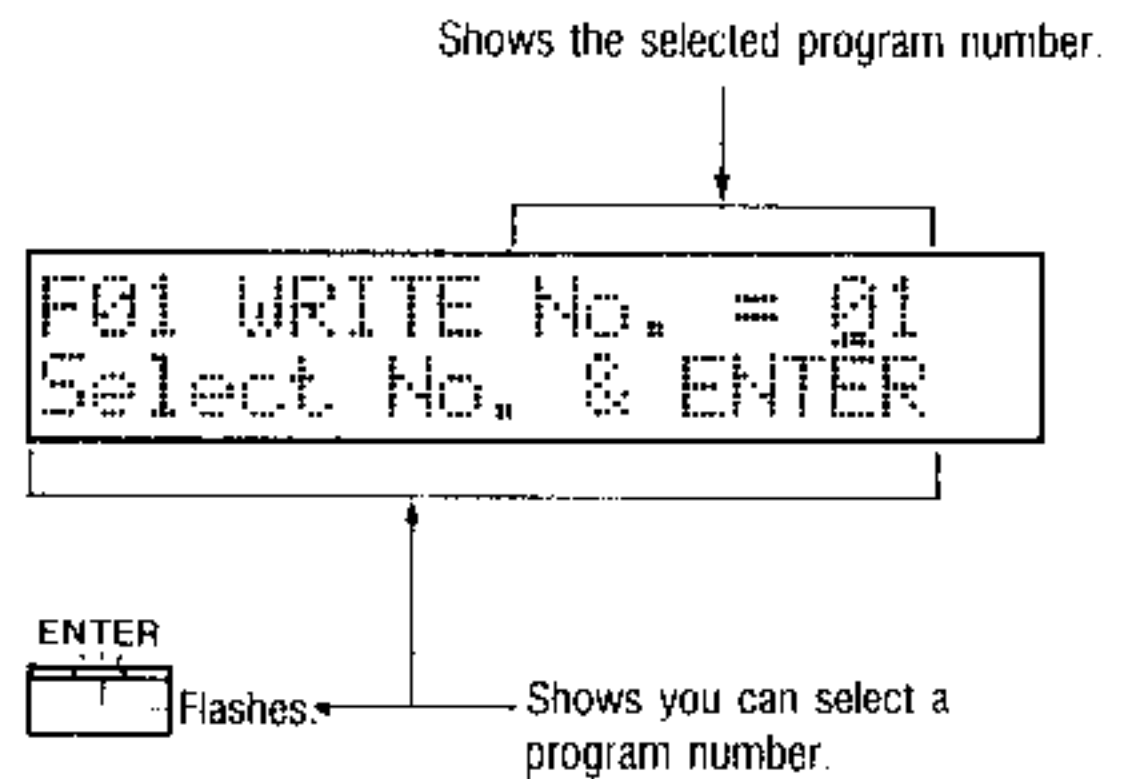 Shows the selected program number.
F01 WRITE No. = 01
Select No. & ENTER
ENTER
Flashes.
Shows you can select a
program number.